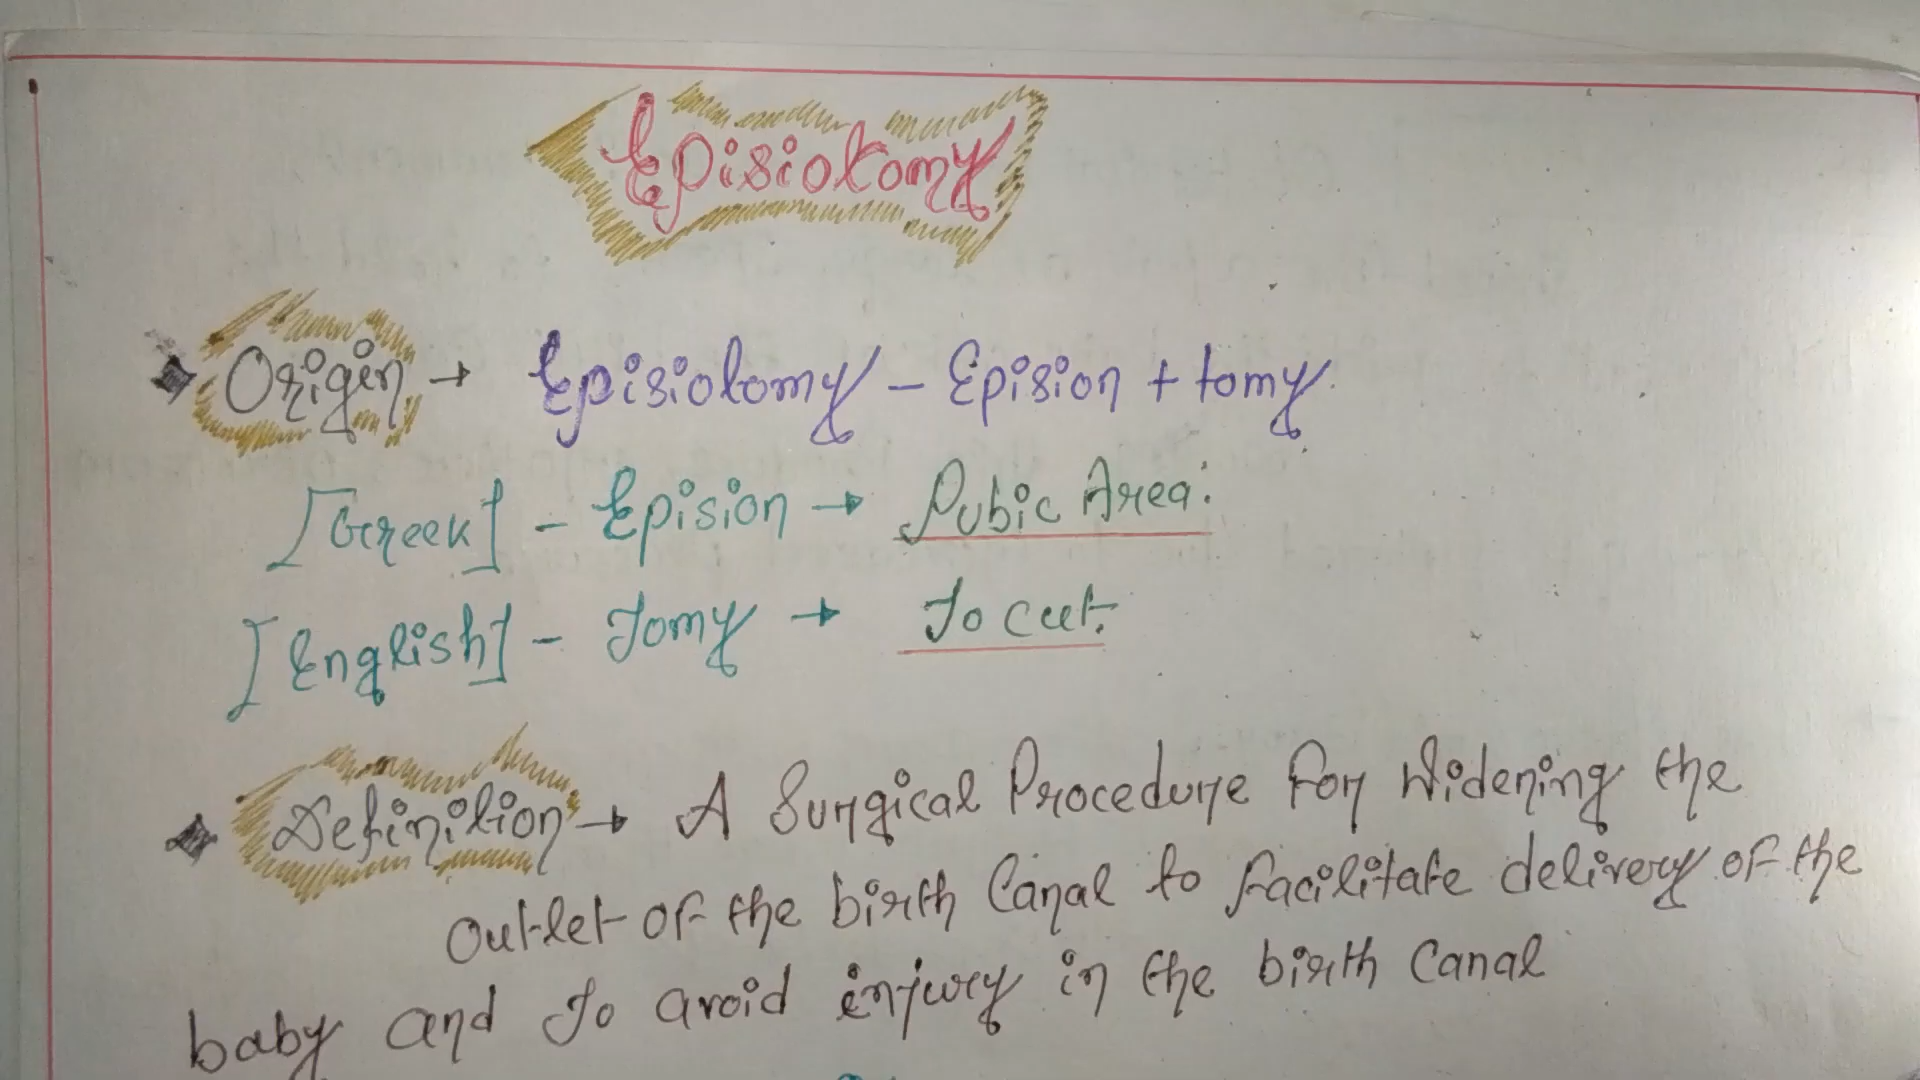 Episiotomy
Origin → Episiotomy - Epision + tomy.
[Greek] - Epision → Pubic Area.
[English] - Tomy → To cut.
Definition → A Surgical Procedure For Widening the
outlet of the birth Canal to facilitate delivery of the
baby and To avoid injury in the birth Canal